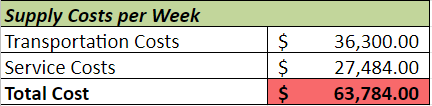 Supply Costs per Week
Transportation Costs $ 36,300.00
Service Costs $ 27,484.00
Total Cost $ 63,784.00